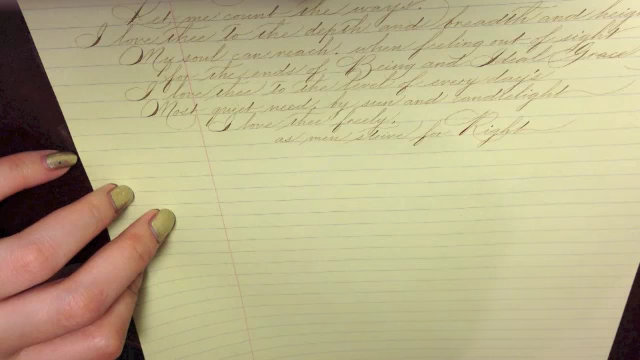 Let me count the ways.
I love thee to the depth and breadth and heig
My soul can reach, when feeling out of sight
for the ends of Being and Ideal Grace
I love thee to the level of every day's
Most quiet need, by sun and candlelight
I love thee freely,
as men strive for Right